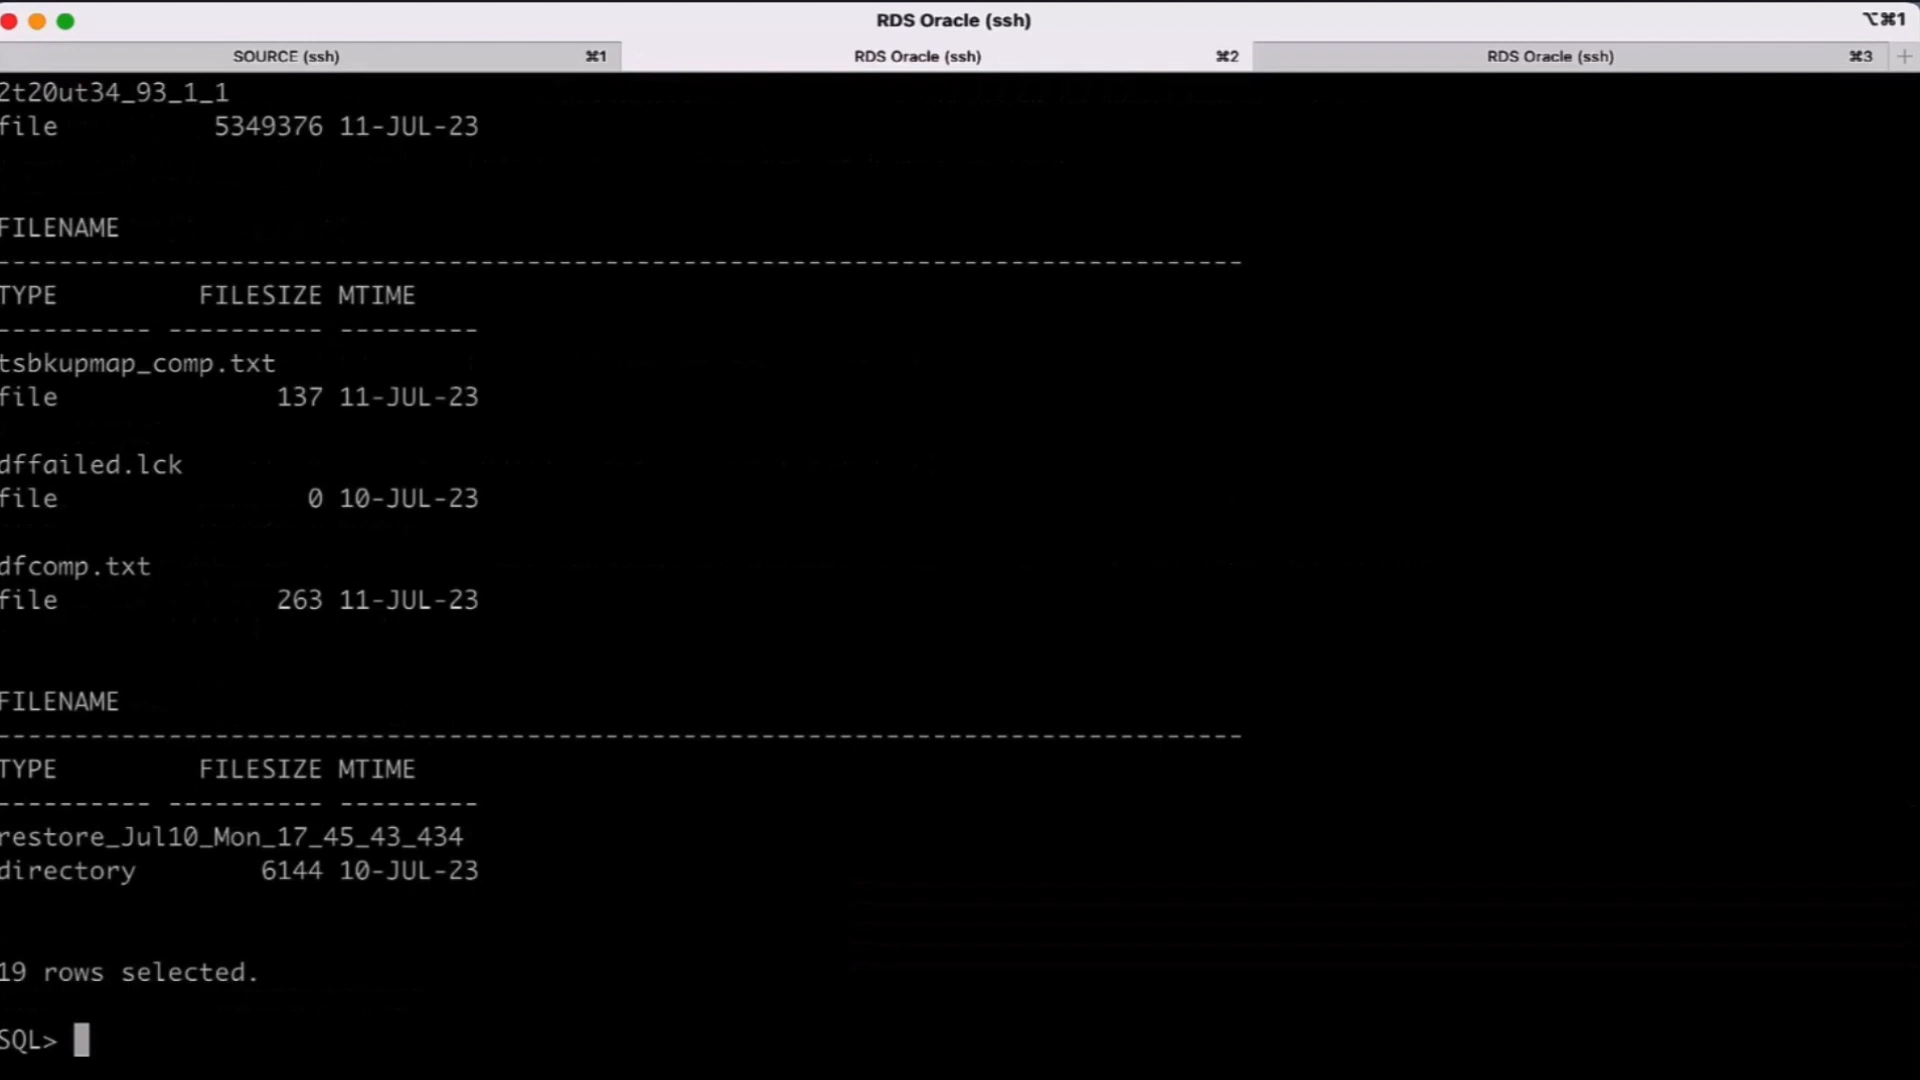 RDS Oracle (ssh)
⌥⌘1
SOURCE (ssh) ⌘1 RDS Oracle (ssh) ⌘2 RDS Oracle (ssh) ⌘3 +
2t20ut34_93_1_1
file 5349376 11-JUL-23
FILENAME
--------------------------------------------------------------------------------
TYPE FILESIZE MTIME
---------- ---------- ---------
tsbkupmap_comp.txt
file 137 11-JUL-23
dffailed.lck
file 0 10-JUL-23
dfcomp.txt
file 263 11-JUL-23
FILENAME
--------------------------------------------------------------------------------
TYPE FILESIZE MTIME
---------- ---------- ---------
restore_Jul10_Mon_17_45_43_434
directory 6144 10-JUL-23
19 rows selected.
SQL>